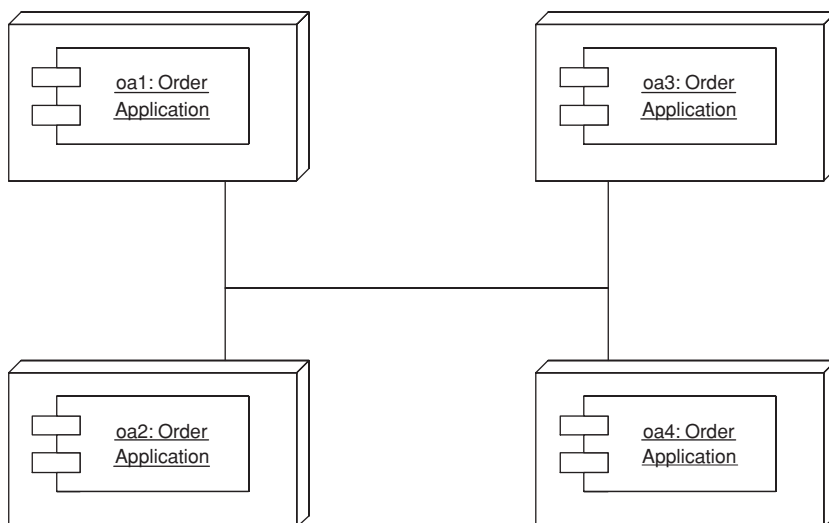 oa1: Order
Application
oa3: Order
Application
oa2: Order
Application
oa4: Order
Application